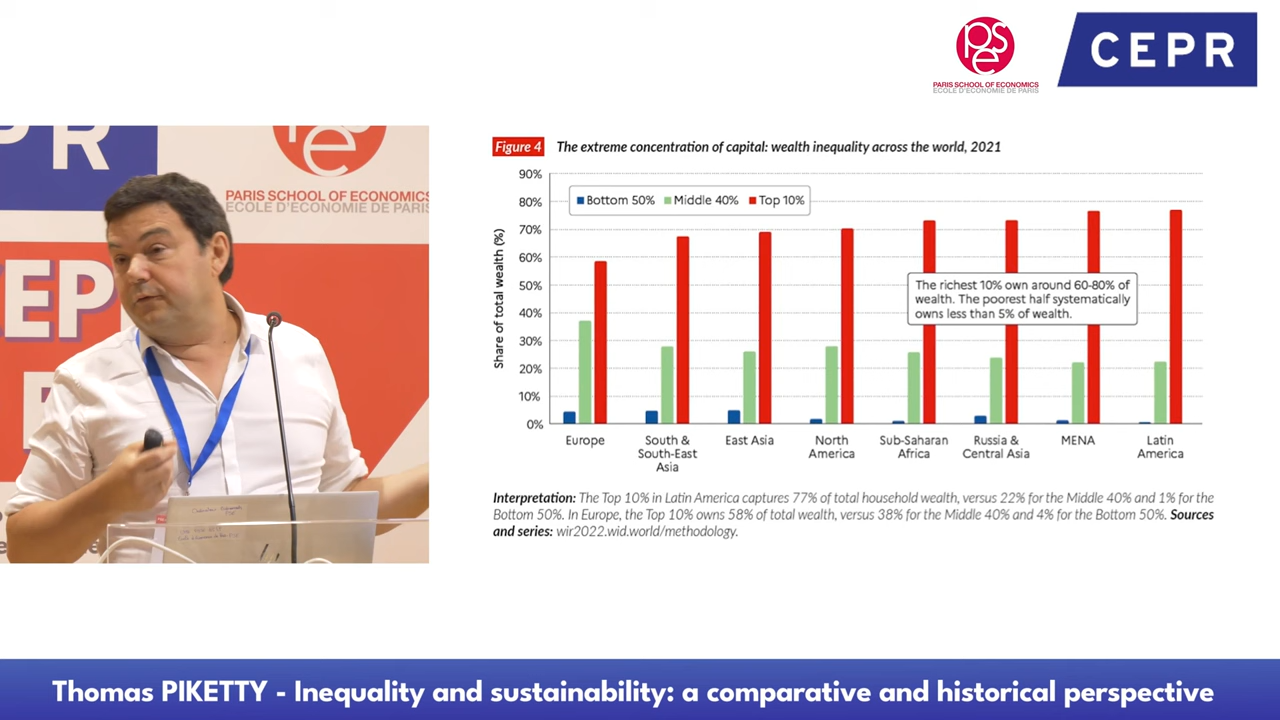 pse
PARIS SCHOOL OF ECONOMICS
ECOLE D'ECONOMIE DE PARIS
CEPR
PR
e
PARIS SCHOOL OF ECONOMICS
ECOLE D'ECONOMIE DE PARIS
EP
Figure 4 The extreme concentration of capital: wealth inequality across the world, 2021
Share of total wealth (%)
90%
80%
70%
60%
50%
40%
30%
20%
10%
0%
Bottom 50% Middle 40% Top 10%
The richest 10% own around 60-80% of
wealth. The poorest half systematically
owns less than 5% of wealth.
Europe
South &
South-East
Asia
East Asia
North
America
Sub-Saharan
Africa
Russia &
Central Asia
MENA
Latin
America
Interpretation: The Top 10% in Latin America captures 77% of total household wealth, versus 22% for the Middle 40% and 1% for the
Bottom 50%. In Europe, the Top 10% owns 58% of total wealth, versus 38% for the Middle 40% and 4% for the Bottom 50%. Sources
and series: wir2022.wid.world/methodology.
Thomas PIKETTY - Inequality and sustainability: a comparative and historical perspective